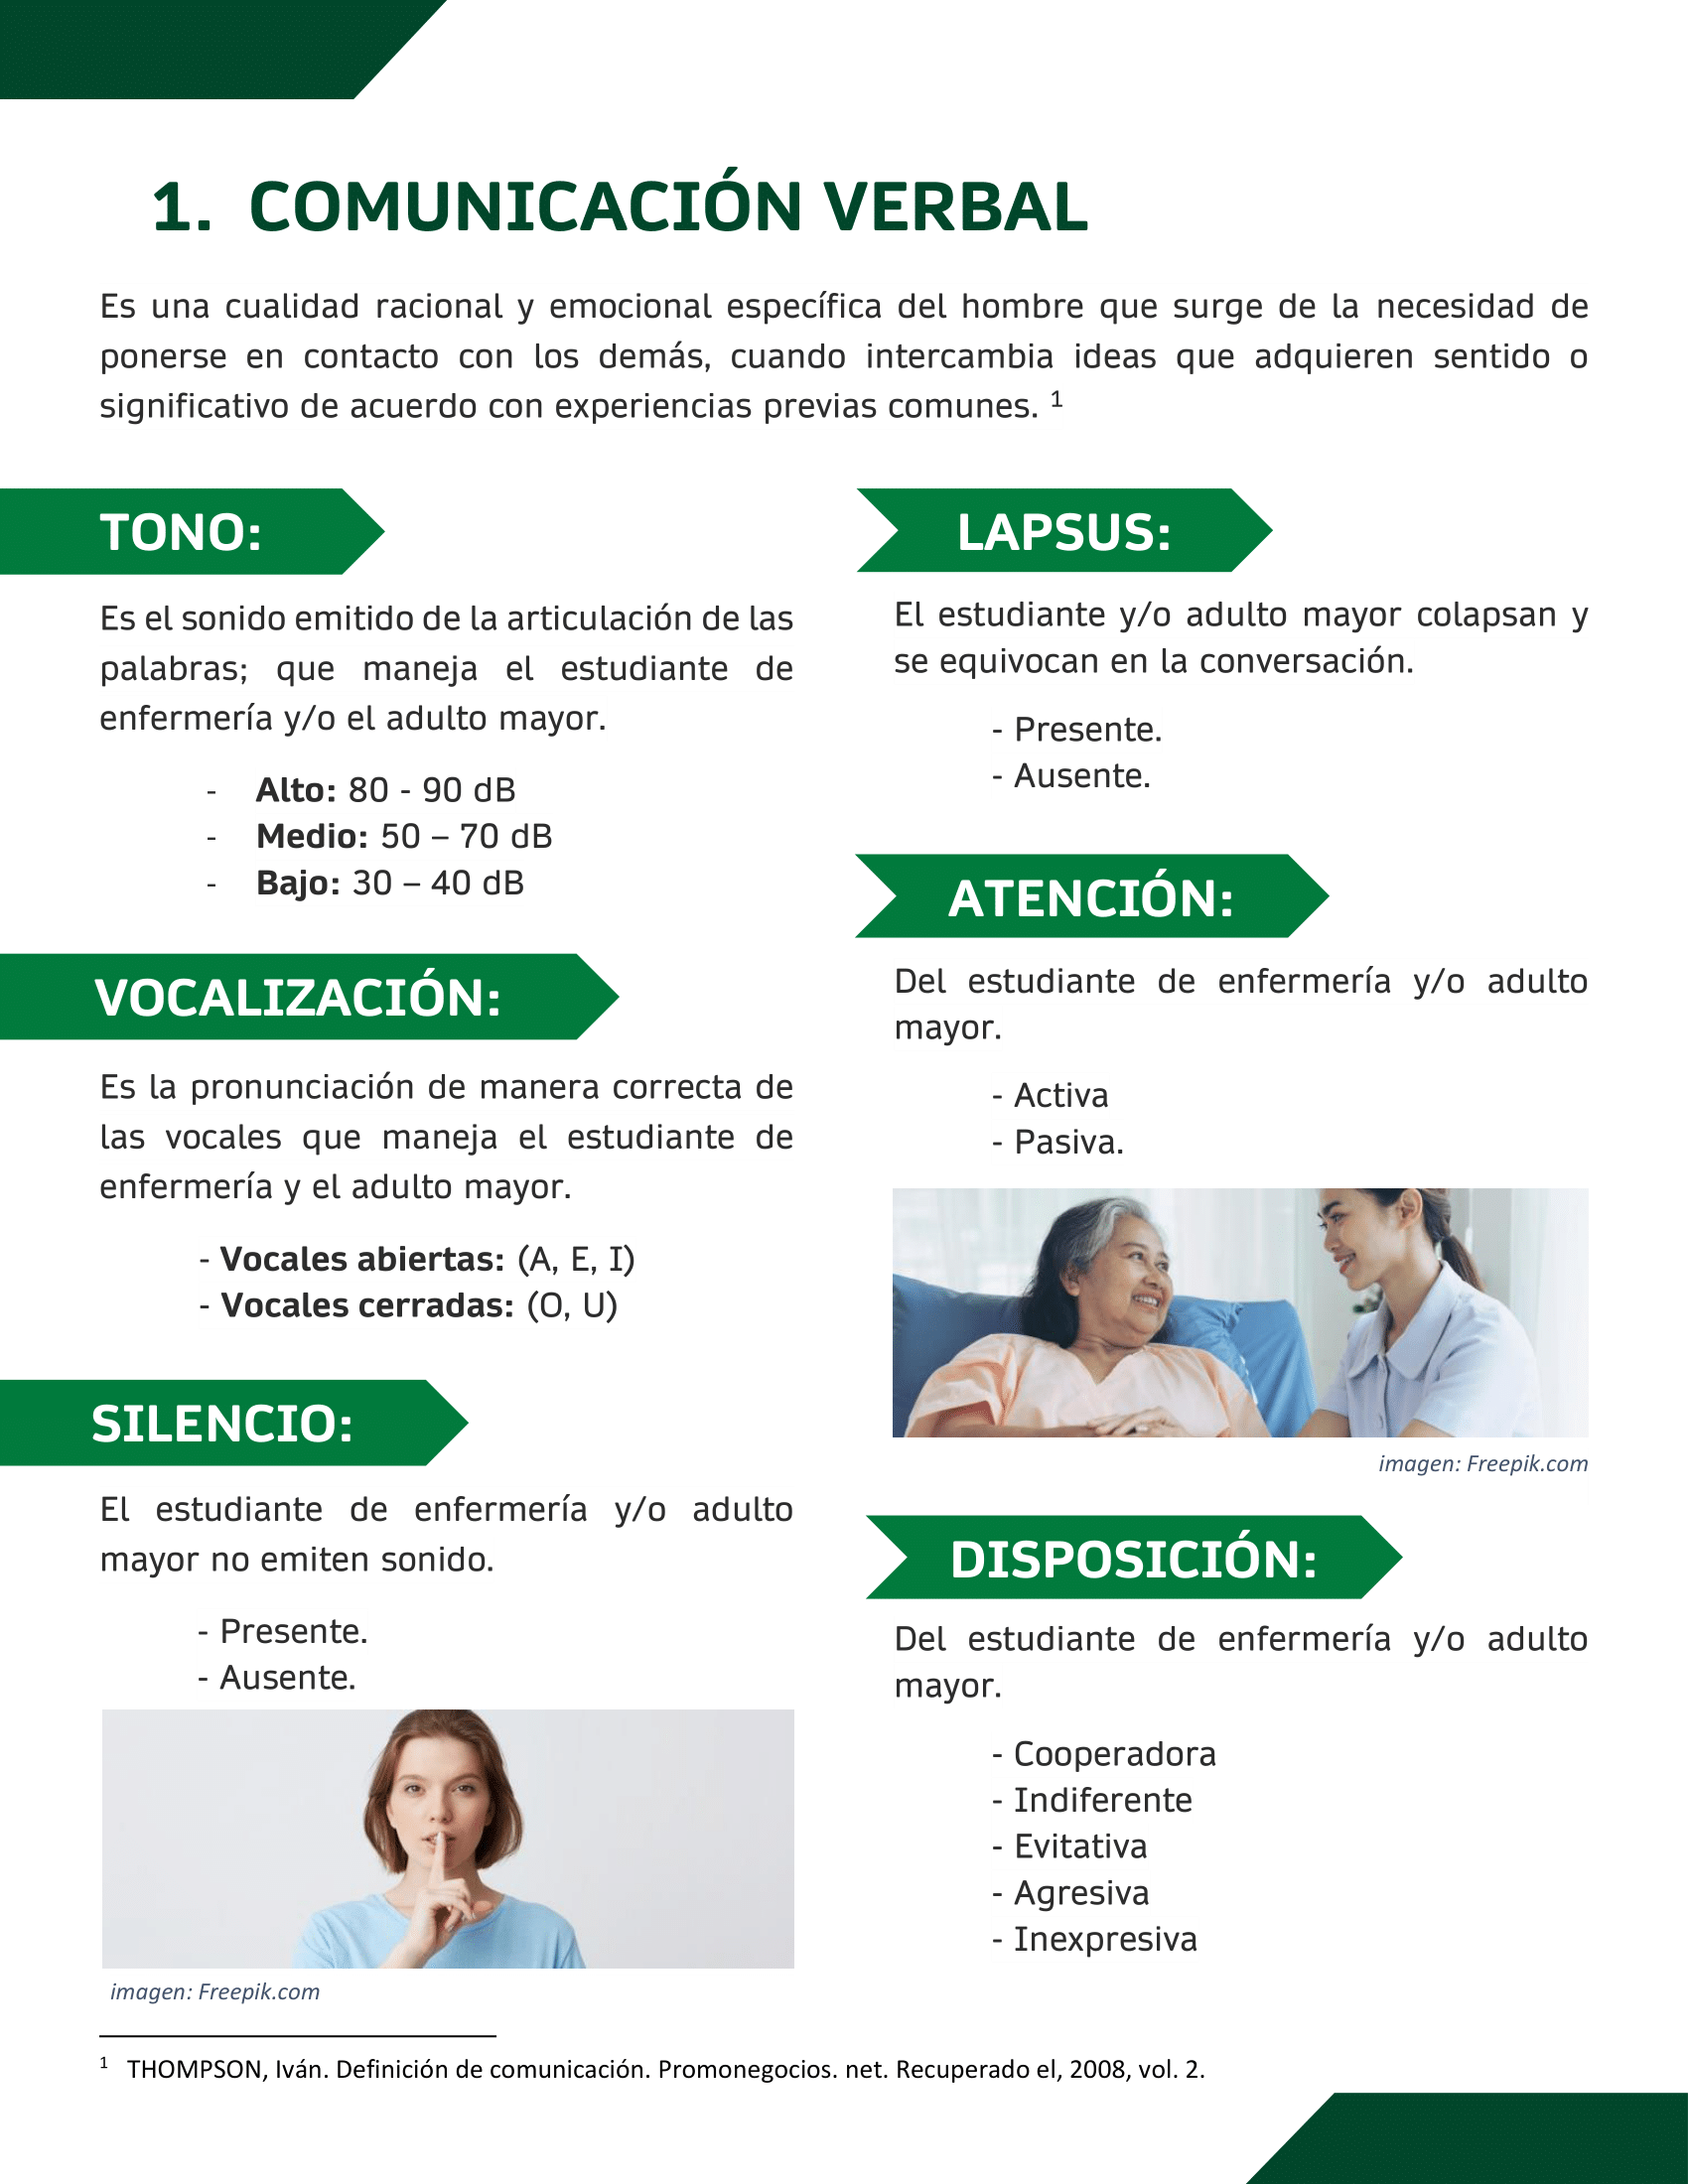 1. COMUNICACIÓN VERBAL
Es una cualidad racional y emocional específica del hombre que surge de la necesidad de
ponerse en contacto con los demás, cuando intercambia ideas que adquieren sentido o
significativo de acuerdo con experiencias previas comunes. 1
TONO:
Es el sonido emitido de la articulación de las
palabras; que maneja el estudiante de
enfermería y/o el adulto mayor.
- Alto: 80 - 90 dB
- Medio: 50 – 70 dB
- Bajo: 30 – 40 dB
VOCALIZACIÓN:
Es la pronunciación de manera correcta de
las vocales que maneja el estudiante de
enfermería y el adulto mayor.
- Vocales abiertas: (A, E, I)
- Vocales cerradas: (O, U)
SILENCIO:
El estudiante de enfermería y/o adulto
mayor no emiten sonido.
- Presente.
- Ausente.
imagen: Freepik.com
LAPSUS:
El estudiante y/o adulto mayor colapsan y
se equivocan en la conversación.
- Presente.
- Ausente.
ATENCIÓN:
Del estudiante de enfermería y/o adulto
mayor.
- Activa
- Pasiva.
imagen: Freepik.com
DISPOSICIÓN:
Del estudiante de enfermería y/o adulto
mayor.
- Cooperadora
- Indiferente
- Evitativa
- Agresiva
- Inexpresiva
1 THOMPSON, Iván. Definición de comunicación. Promonegocios. net. Recuperado el, 2008, vol. 2.